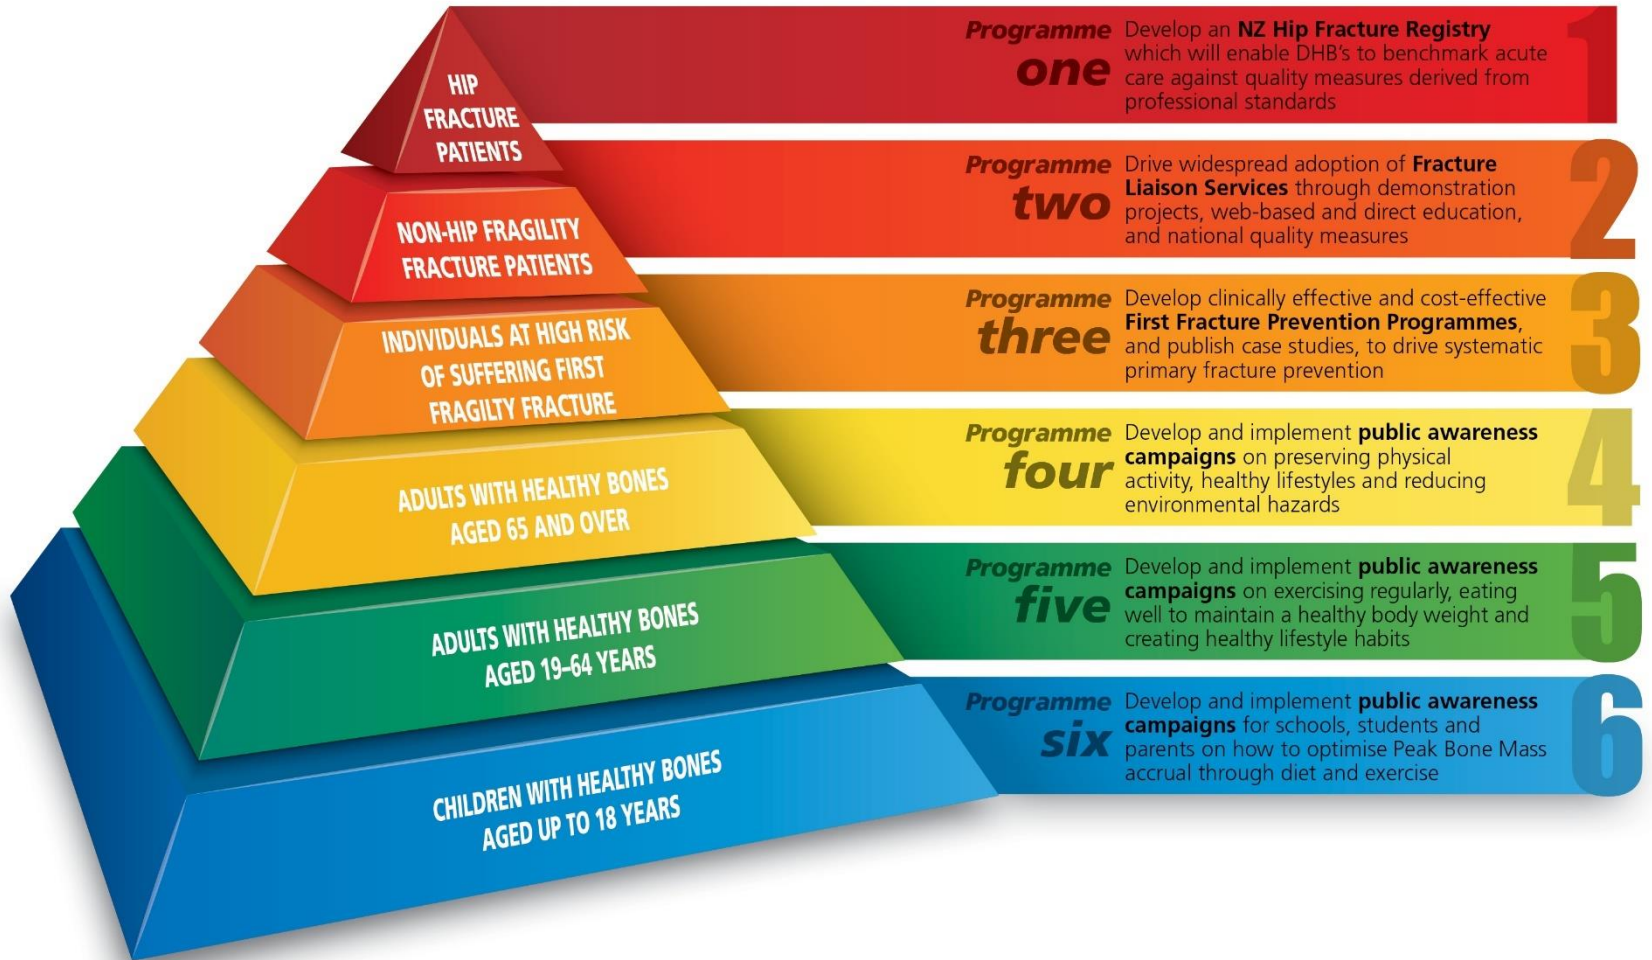 HIP
FRACTURE
PATIENTS
Programme
one
Develop an NZ Hip Fracture Registry
which will enable DHB's to benchmark acute
care against quality measures derived from
professional standards
1
NON-HIP FRAGILITY
FRACTURE PATIENTS
Programme
two
Drive widespread adoption of Fracture
Liaison Services through demonstration
projects, web-based and direct education,
and national quality measures
2
INDIVIDUALS AT HIGH RISK
OF SUFFERING FIRST
FRAGILTY FRACTURE
Programme
three
Develop clinically effective and cost-effective
First Fracture Prevention Programmes,
and publish case studies, to drive systematic
primary fracture prevention
3
ADULTS WITH HEALTHY BONES
AGED 65 AND OVER
Programme
four
Develop and implement public awareness
campaigns on preserving physical
activity, healthy lifestyles and reducing
environmental hazards
4
ADULTS WITH HEALTHY BONES
AGED 19–64 YEARS
Programme
five
Develop and implement public awareness
campaigns on exercising regularly, eating
well to maintain a healthy body weight and
creating healthy lifestyle habits
5
CHILDREN WITH HEALTHY BONES
AGED UP TO 18 YEARS
Programme
six
Develop and implement public awareness
campaigns for schools, students and
parents on how to optimise Peak Bone Mass
accrual through diet and exercise
6